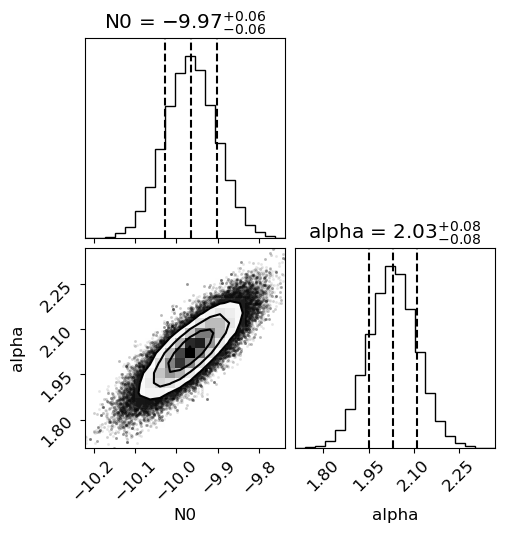 N0 = −9.97+0.06−0.06
alpha = 2.03+0.08−0.08
alpha
2.25
2.10
1.95
1.80
−10.2 −10.1 −10.0 −9.9 −9.8
1.80 1.95 2.10 2.25
N0
alpha